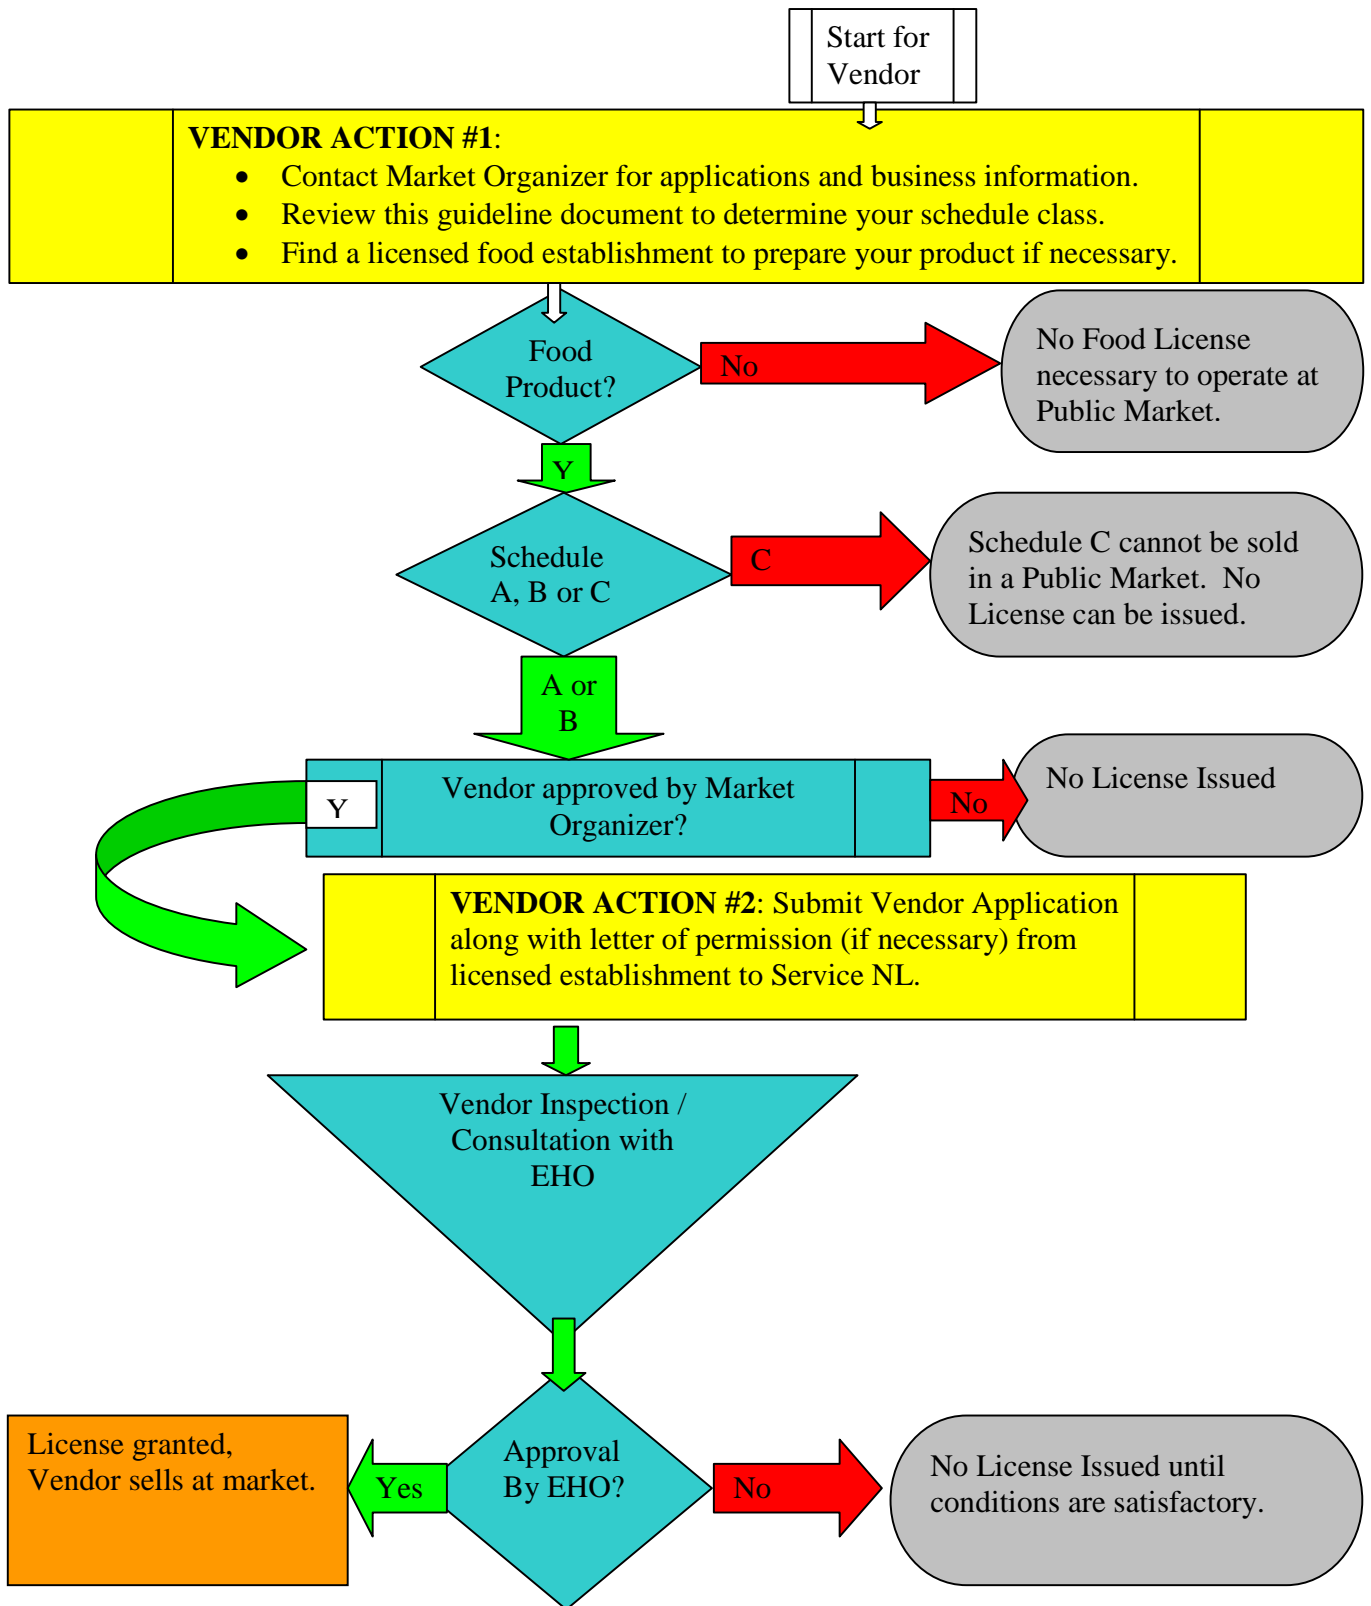 Start for
Vendor
VENDOR ACTION #1:
• Contact Market Organizer for applications and business information.
• Review this guideline document to determine your schedule class.
• Find a licensed food establishment to prepare your product if necessary.
Food
Product?
No
No Food License
necessary to operate at
Public Market.
Y
Schedule
A, B or C
C
Schedule C cannot be sold
in a Public Market. No
License can be issued.
A or
B
Y
Vendor approved by Market
Organizer?
No
No License Issued
VENDOR ACTION #2: Submit Vendor Application
along with letter of permission (if necessary) from
licensed establishment to Service NL.
Vendor Inspection /
Consultation with
EHO
License granted,
Vendor sells at market.
Yes
Approval
By EHO?
No
No License Issued until
conditions are satisfactory.